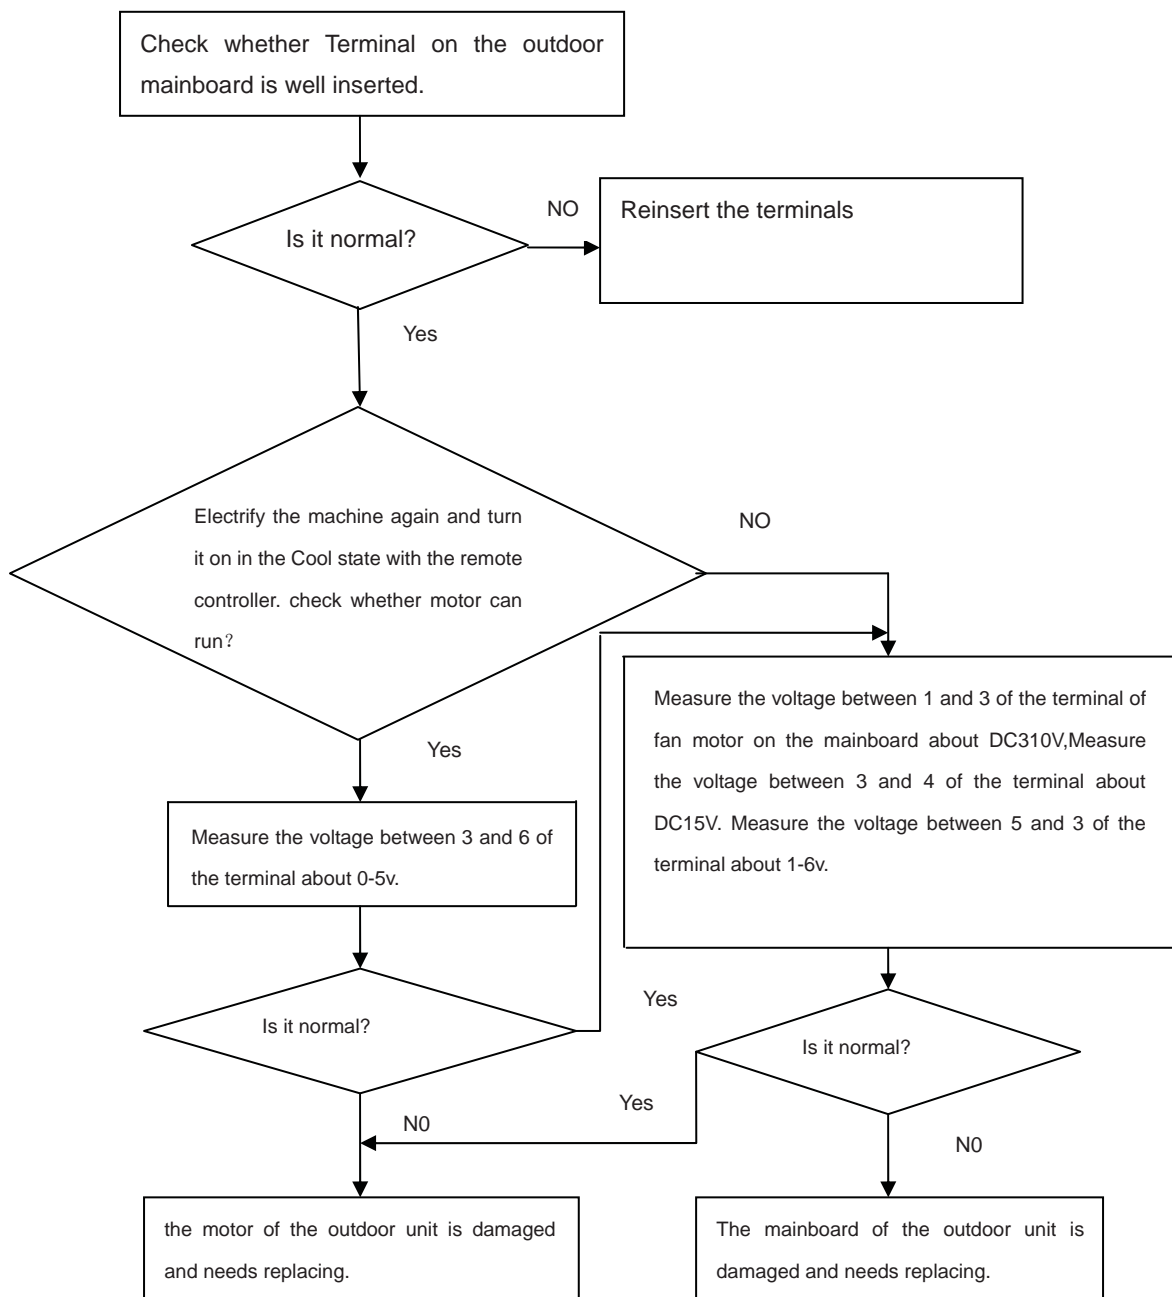 Check whether Terminal on the outdoor
mainboard is well inserted.
Is it normal?
NO
Reinsert the terminals
Yes
Electrify the machine again and turn
it on in the Cool state with the remote
controller. check whether motor can
run？
NO
Yes
Measure the voltage between 1 and 3 of the terminal of
fan motor on the mainboard about DC310V,Measure
the voltage between 3 and 4 of the terminal about
DC15V. Measure the voltage between 5 and 3 of the
terminal about 1-6v.
Measure the voltage between 3 and 6 of
the terminal about 0-5v.
Is it normal?
Yes
Is it normal?
Yes
N0
N0
the motor of the outdoor unit is damaged
and needs replacing.
The mainboard of the outdoor unit is
damaged and needs replacing.